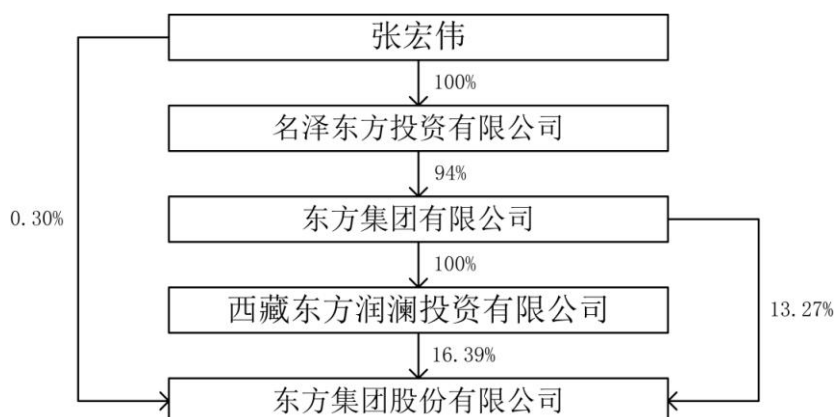 张宏伟
100%
名泽东方投资有限公司
94%
0.30%
东方集团有限公司
100%
西藏东方润澜投资有限公司
13.27%
16.39%
东方集团股份有限公司